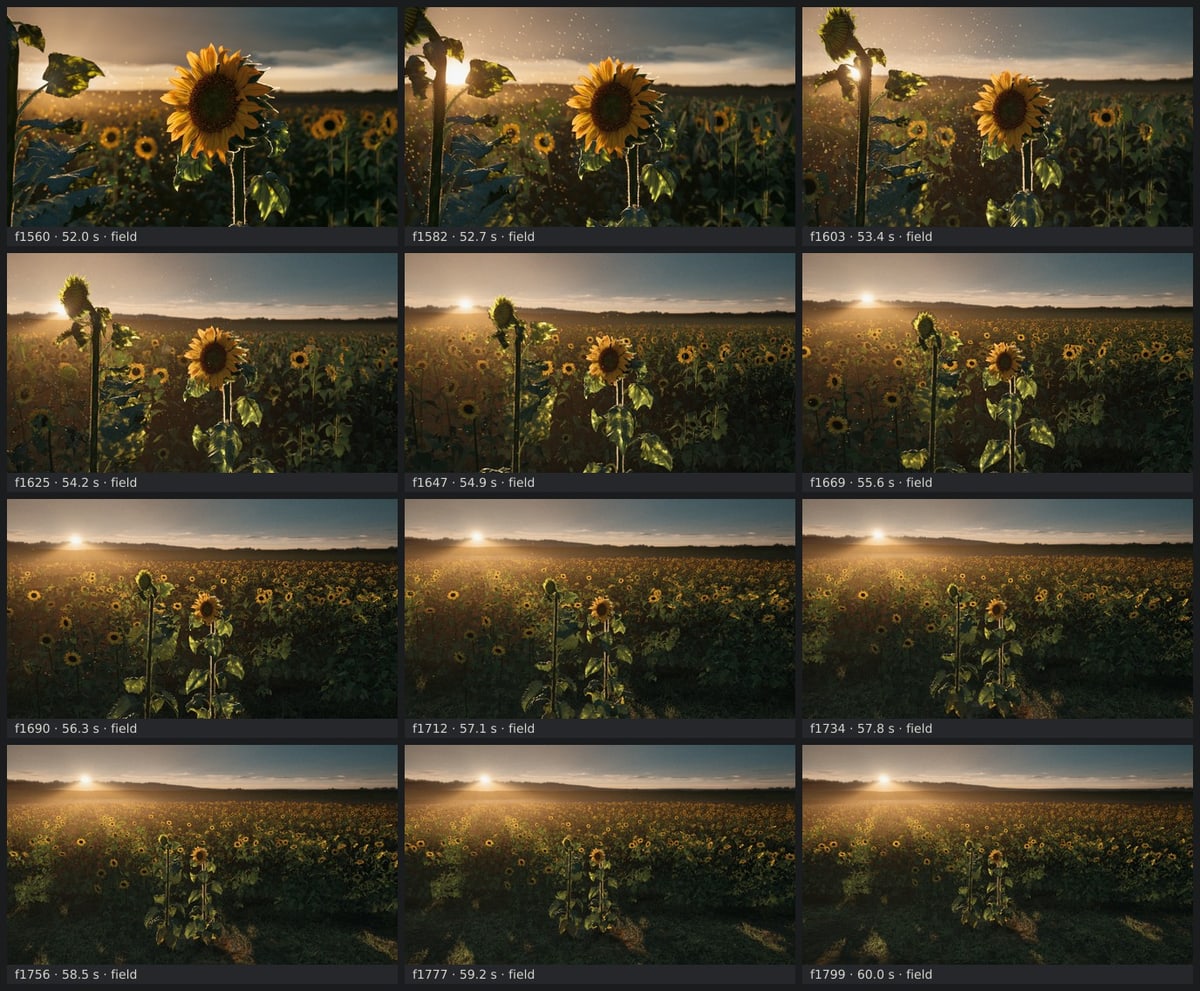 f1560 · 52.0 s · field
f1582 · 52.7 s · field
f1603 · 53.4 s · field
f1625 · 54.2 s · field
f1647 · 54.9 s · field
f1669 · 55.6 s · field
f1690 · 56.3 s · field
f1712 · 57.1 s · field
f1734 · 57.8 s · field
f1756 · 58.5 s · field
f1777 · 59.2 s · field
f1799 · 60.0 s · field